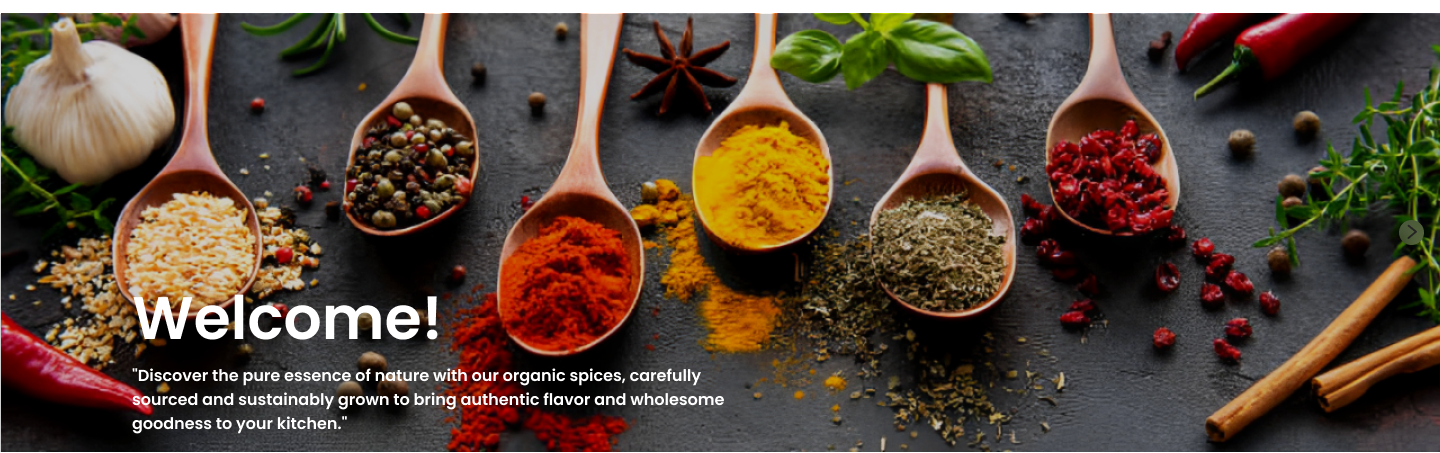 Welcome!
"Discover the pure essence of nature with our organic spices, carefully
sourced and sustainably grown to bring authentic flavor and wholesome
goodness to your kitchen."